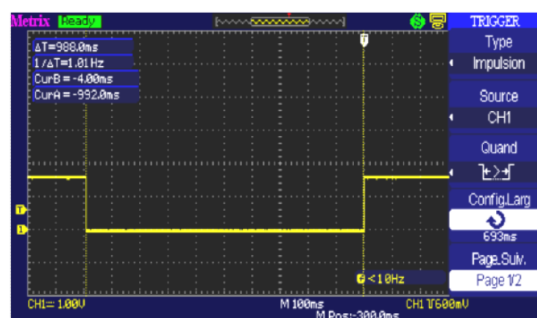 Metrix Ready TRIGGER
ΔT=988.0ms
1/ΔT=1.01Hz
CurB=-4.00ms
CurA=-992.0ms
Type
Impulsion
Source
CH1
Quand
Config.Larg
693ms
Page.Suiv.
Page 1/2
<10Hz
CH1= 1.00V M 100ms CH1 600mV
M Pos:-300.0ms